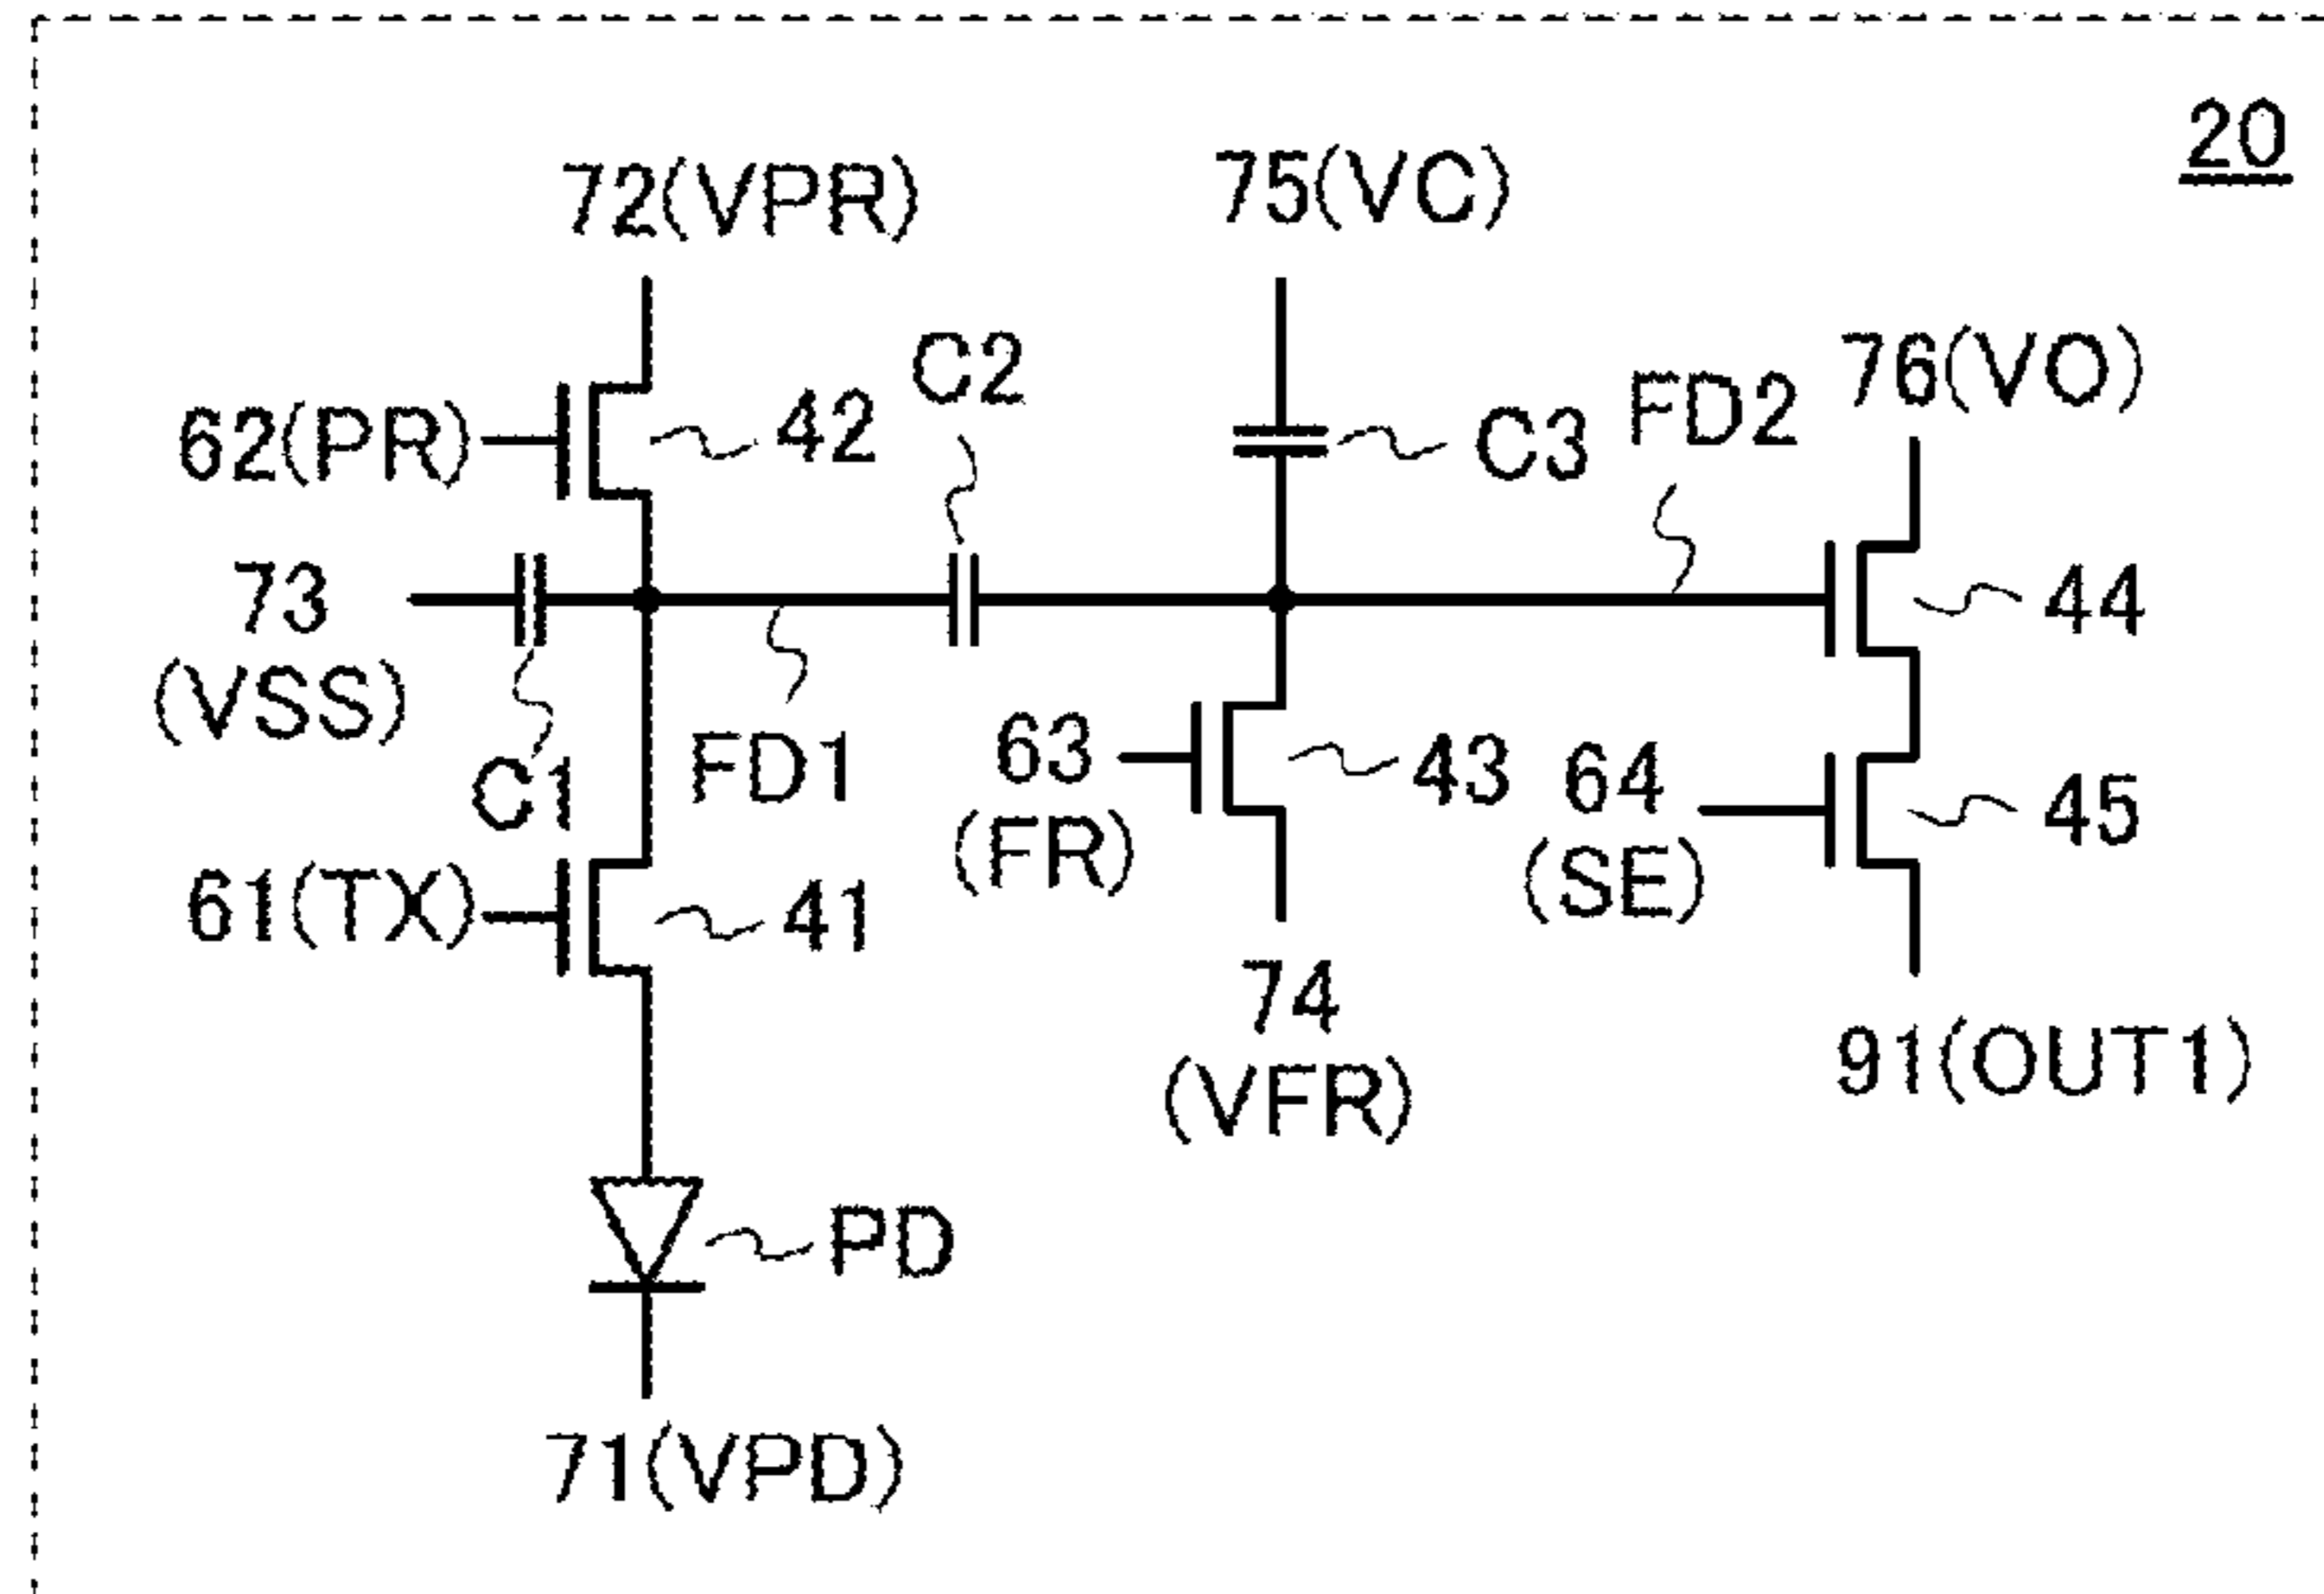 20
72(VPR)
75(VC)
C2
76(VO)
62(PR)
42
C3
FD2
73
(VSS)
44
C1
FD1
63
(FR)
43
64
(SE)
45
61(TX)
41
74
(VFR)
91(OUT1)
PD
71(VPD)